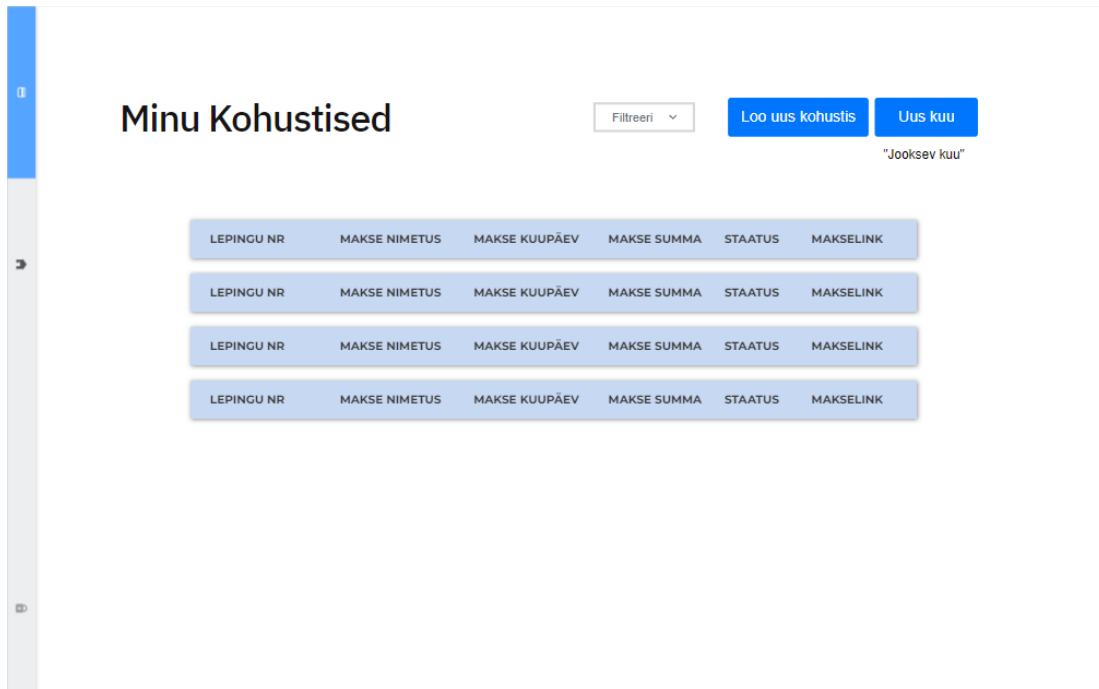 Minu Kohustised
Filtreeri
Loo uus kohustis
Uus kuu
"Jooksev kuu"
LEPINGU NR MAKSE NIMETUS MAKSE KUUPÄEV MAKSE SUMMA STAATUS MAKSELINK
LEPINGU NR MAKSE NIMETUS MAKSE KUUPÄEV MAKSE SUMMA STAATUS MAKSELINK
LEPINGU NR MAKSE NIMETUS MAKSE KUUPÄEV MAKSE SUMMA STAATUS MAKSELINK
LEPINGU NR MAKSE NIMETUS MAKSE KUUPÄEV MAKSE SUMMA STAATUS MAKSELINK